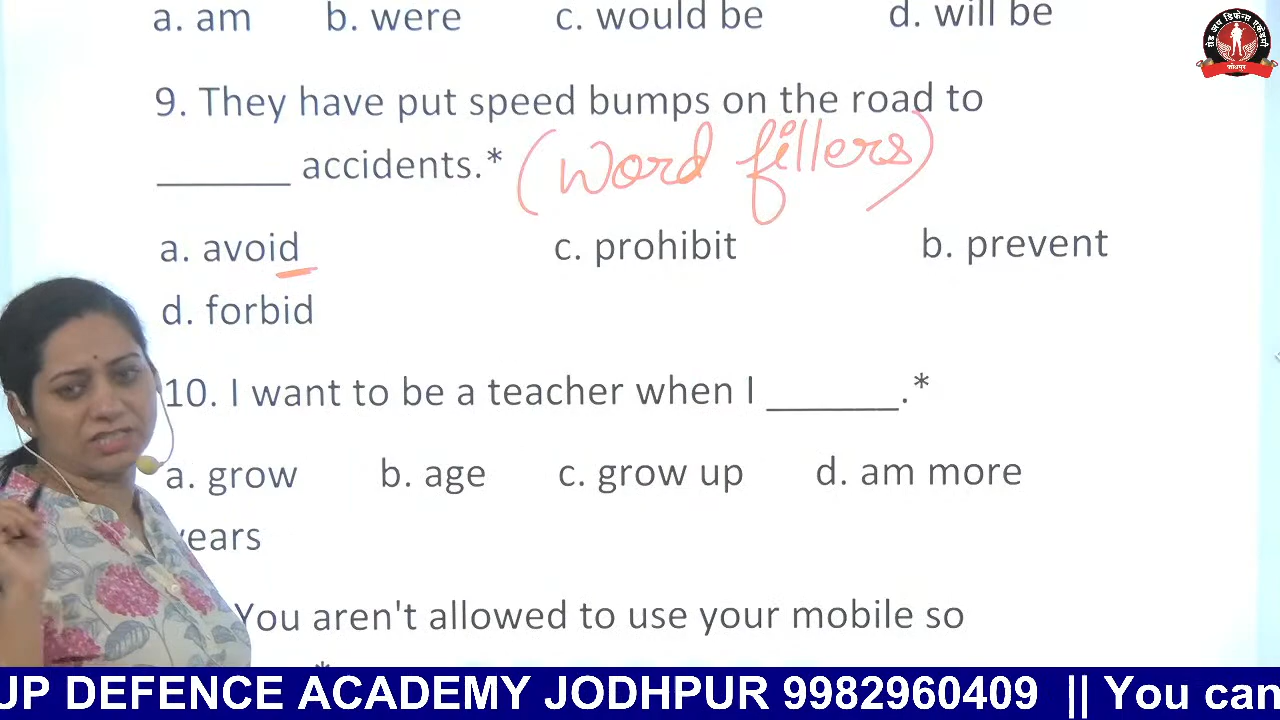 a. am b. were c. would be d. will be
9. They have put speed bumps on the road to
_______ accidents.* (Word fillers)
a. avoid c. prohibit b. prevent
d. forbid
10. I want to be a teacher when I _______.*
a. grow b. age c. grow up d. am more
years
You aren't allowed to use your mobile so
*
UP DEFENCE ACADEMY JODHPUR 9982960409 || You can
जोधपुर